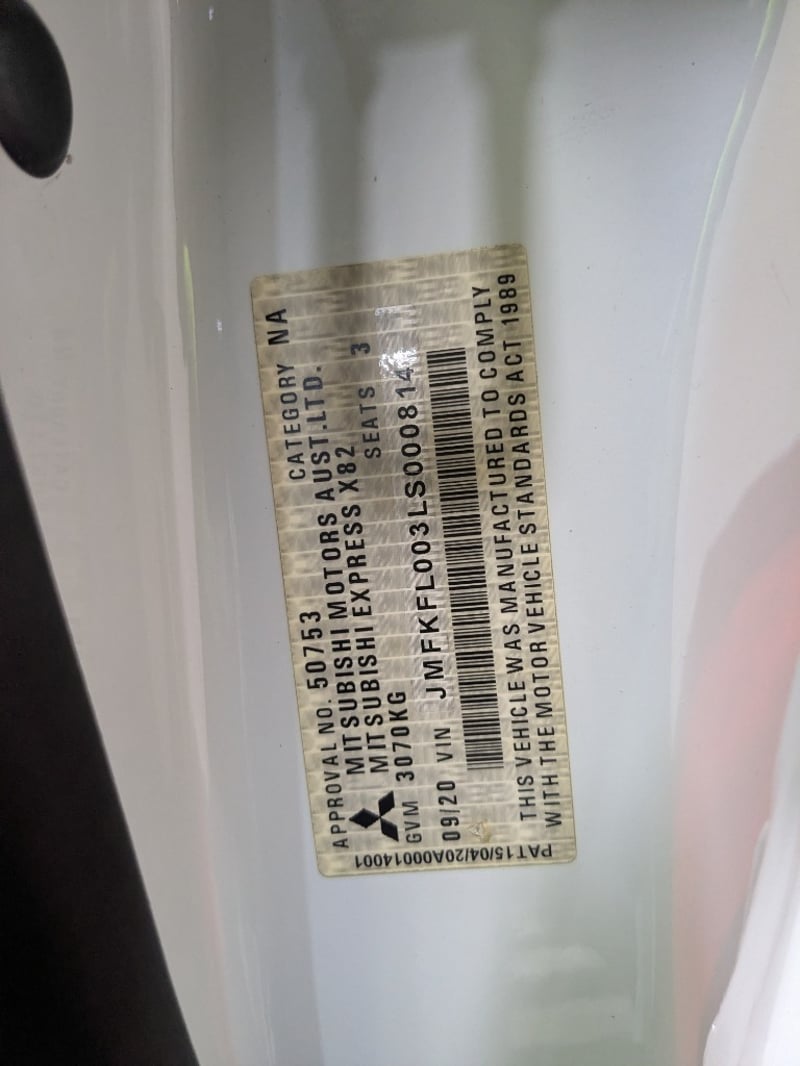 APPROVAL NO. 50753 CATEGORY NA
MITSUBISHI MOTORS AUST.LTD.
MITSUBISHI EXPRESS X82
GVM 3070KG SEATS 3
09/20 VIN JMFKFL003LS000814
THIS VEHICLE WAS MANUFACTURED TO COMPLY
WITH THE MOTOR VEHICLE STANDARDS ACT 1989
PAT15/04/20A00014001